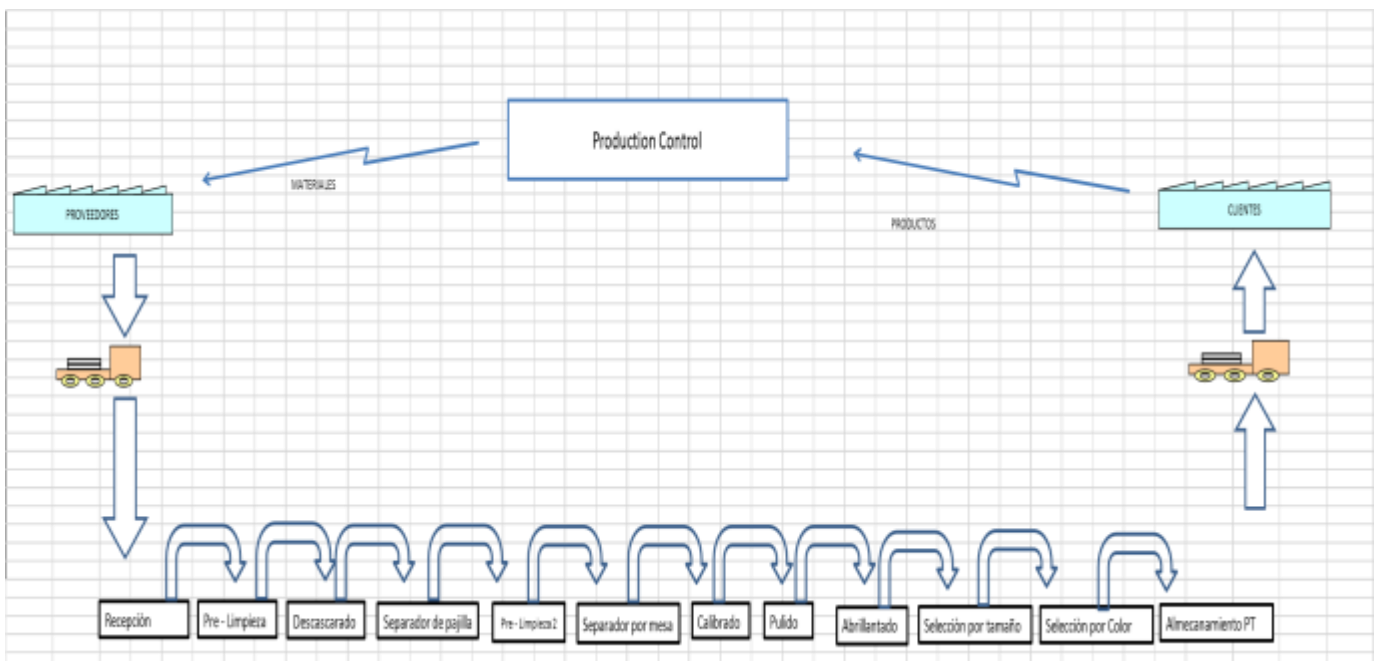 Production Control
MATERIALES
PROVEEDORES
CLIENTES
PRODUCTOS
Recepción
Pre - Limpieza
Descascarado
Separador de pajilla
Pre - Limpieza 2
Separador por mesa
Calibrado
Pulido
Abrillantado
Selección por tamaño
Selección por Color
Almecanamiento PT